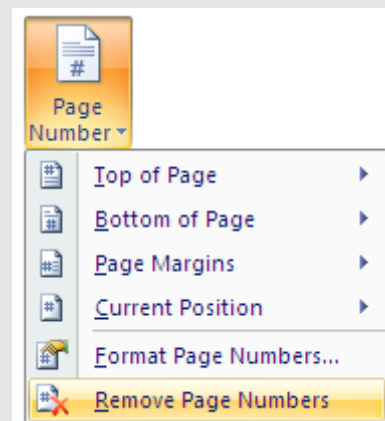 Page
Number
Top of Page
Bottom of Page
Page Margins
Current Position
Format Page Numbers...
Remove Page Numbers